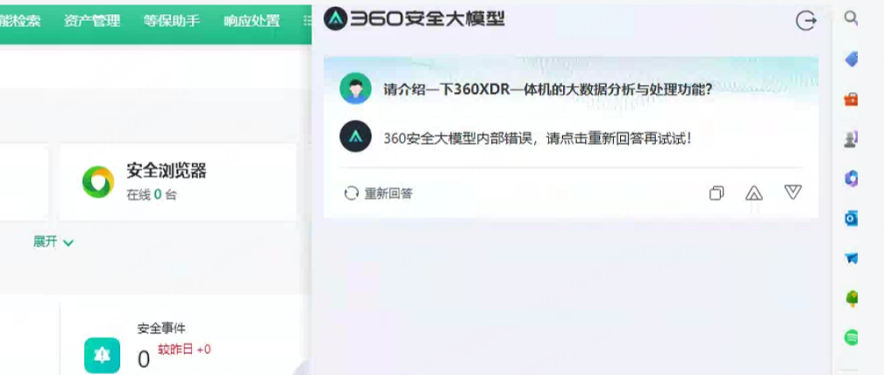 能检索 资产管理 等保助手 响应处置
360安全大模型
请介绍一下360XDR一体机的大数据分析与处理功能？
360安全大模型内部错误，请点击重新回答再试试！
重新回答
安全浏览器
在线 0 台
展开
安全事件
0 较昨日 +0